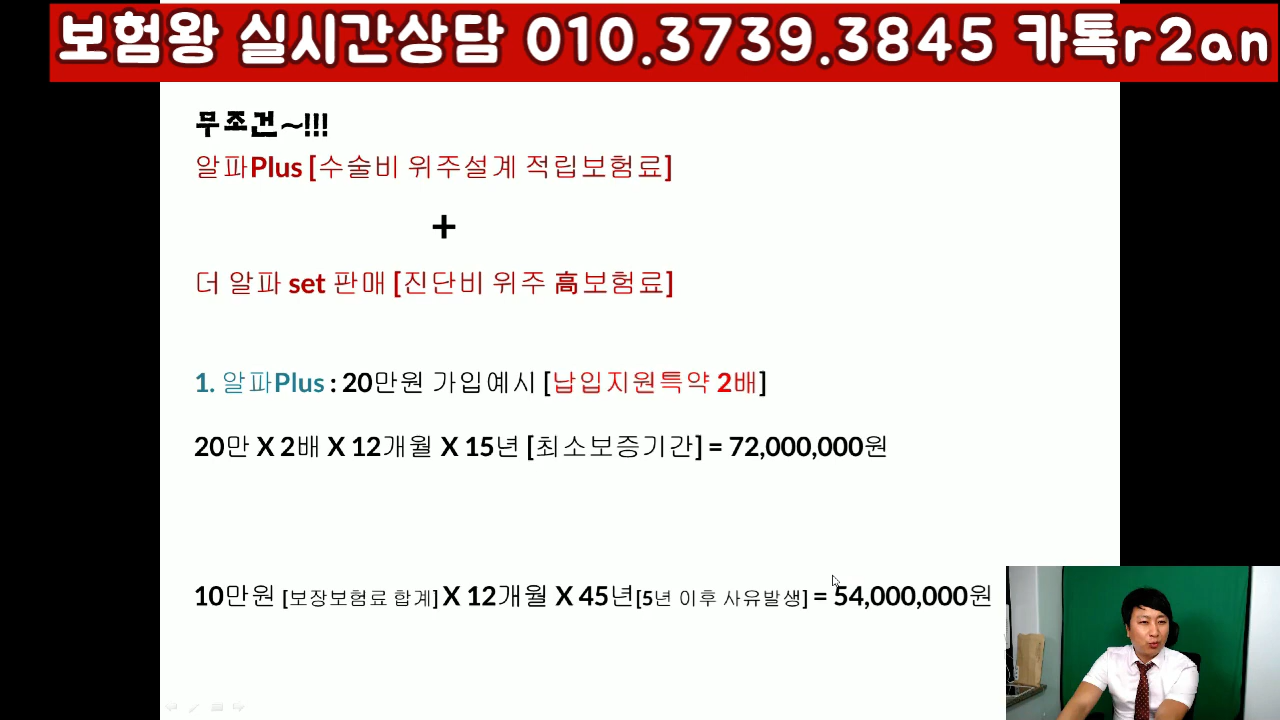 보험왕 실시간상담 010.3739.3845 카톡r2an
무조건~!!!
알파Plus [수술비 위주설계 적립보험료]
+
더 알파 set 판매 [진단비 위주 高보험료]
1. 알파Plus : 20만원 가입예시 [납입지원특약 2배]
20만 X 2배 X 12개월 X 15년 [최소보증기간] = 72,000,000원
10만원 [보장보험료 합계] X 12개월 X 45년[5년 이후 사유발생] = 54,000,000원